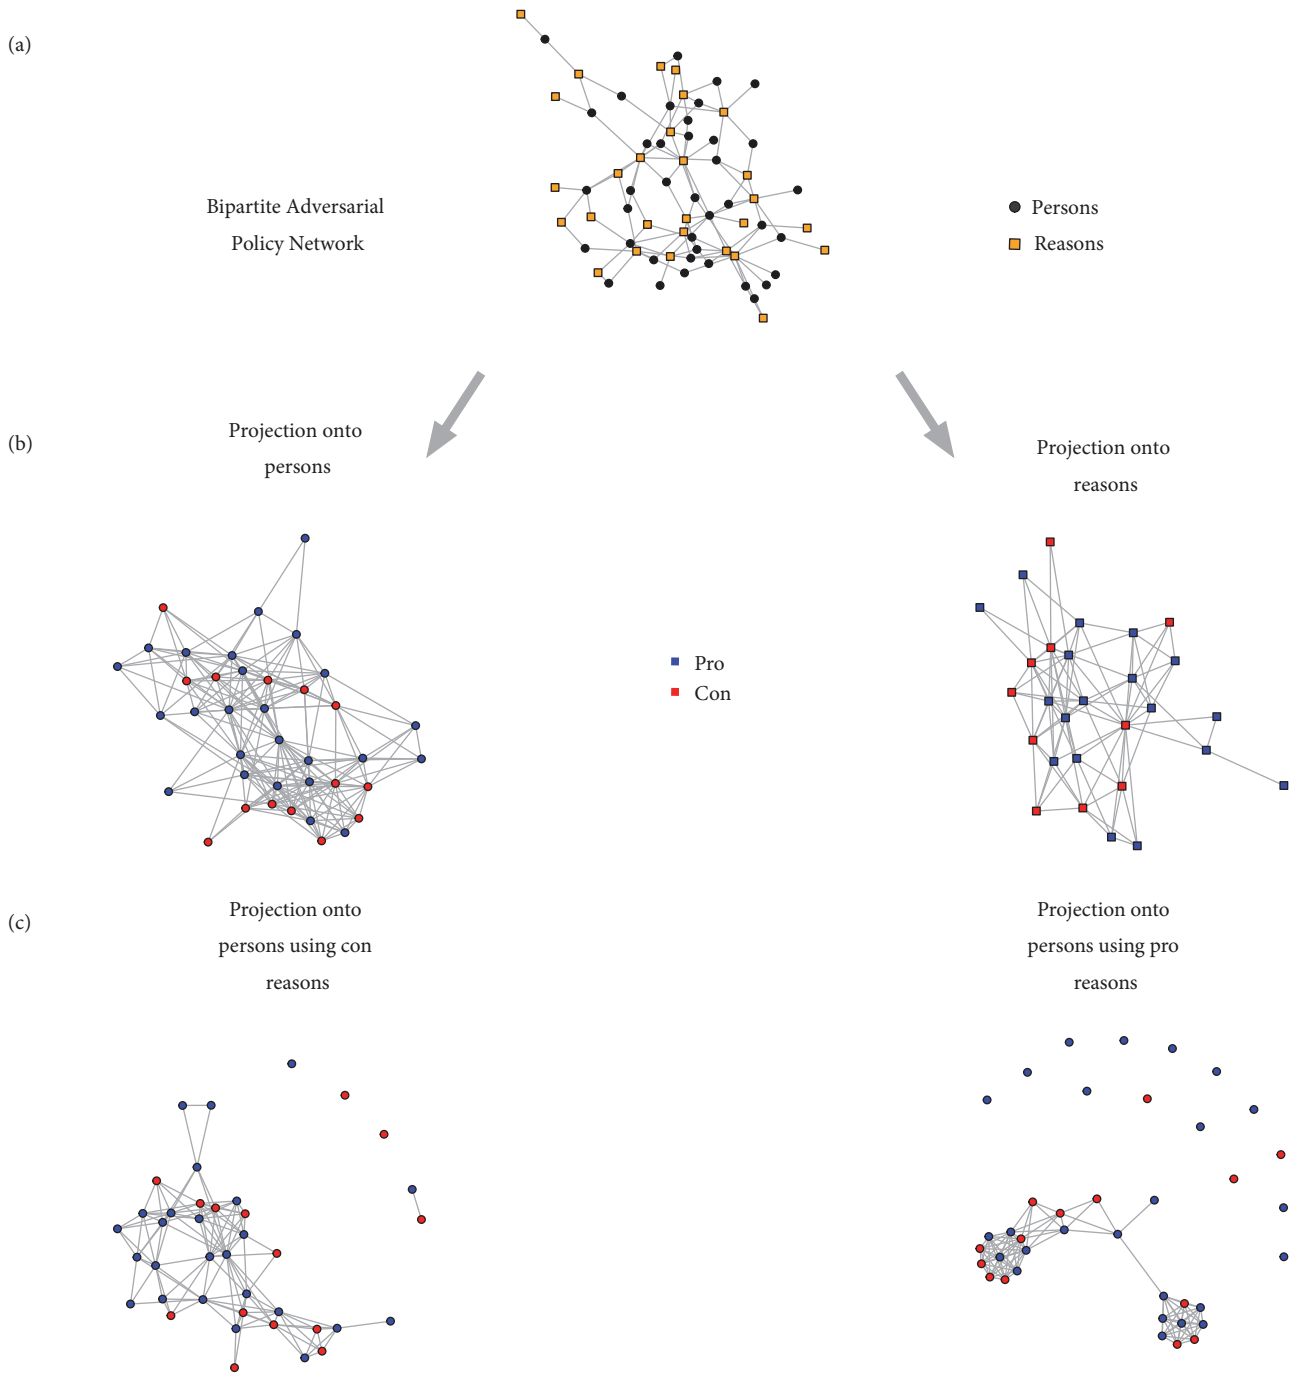 (a)
Bipartite Adversarial
Policy Network
Persons
Reasons
(b)
Projection onto
persons
Projection onto
reasons
Pro
Con
(c)
Projection onto
persons using con
reasons
Projection onto
persons using pro
reasons